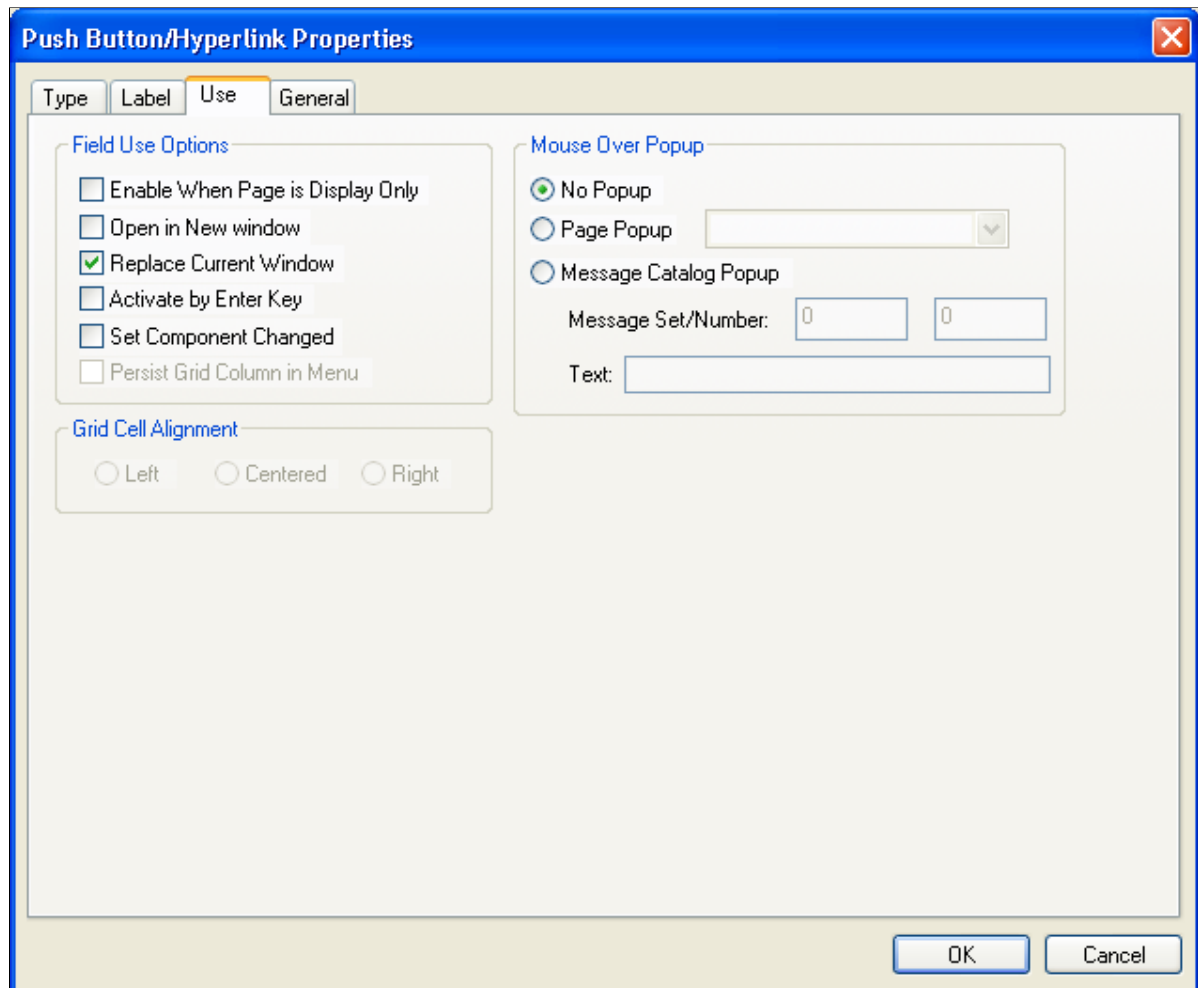 Push Button/Hyperlink Properties
Type Label Use General
Field Use Options
Enable When Page is Display Only
Open in New window
Replace Current Window
Activate by Enter Key
Set Component Changed
Persist Grid Column in Menu
Grid Cell Alignment
Left Centered Right
Mouse Over Popup
No Popup
Page Popup
Message Catalog Popup
Message Set/Number: 0 0
Text:
OK Cancel